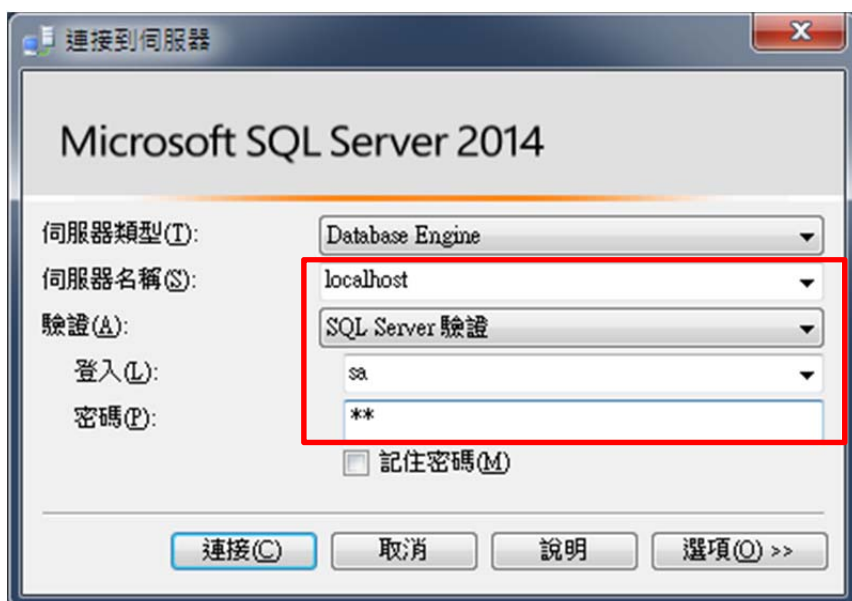 連接到伺服器
Microsoft SQL Server 2014
伺服器類型(T): Database Engine
伺服器名稱(S): localhost
驗證(A): SQL Server 驗證
登入(L): sa
密碼(P): **
記住密碼(M)
連接(C) 取消 說明 選項(O) >>